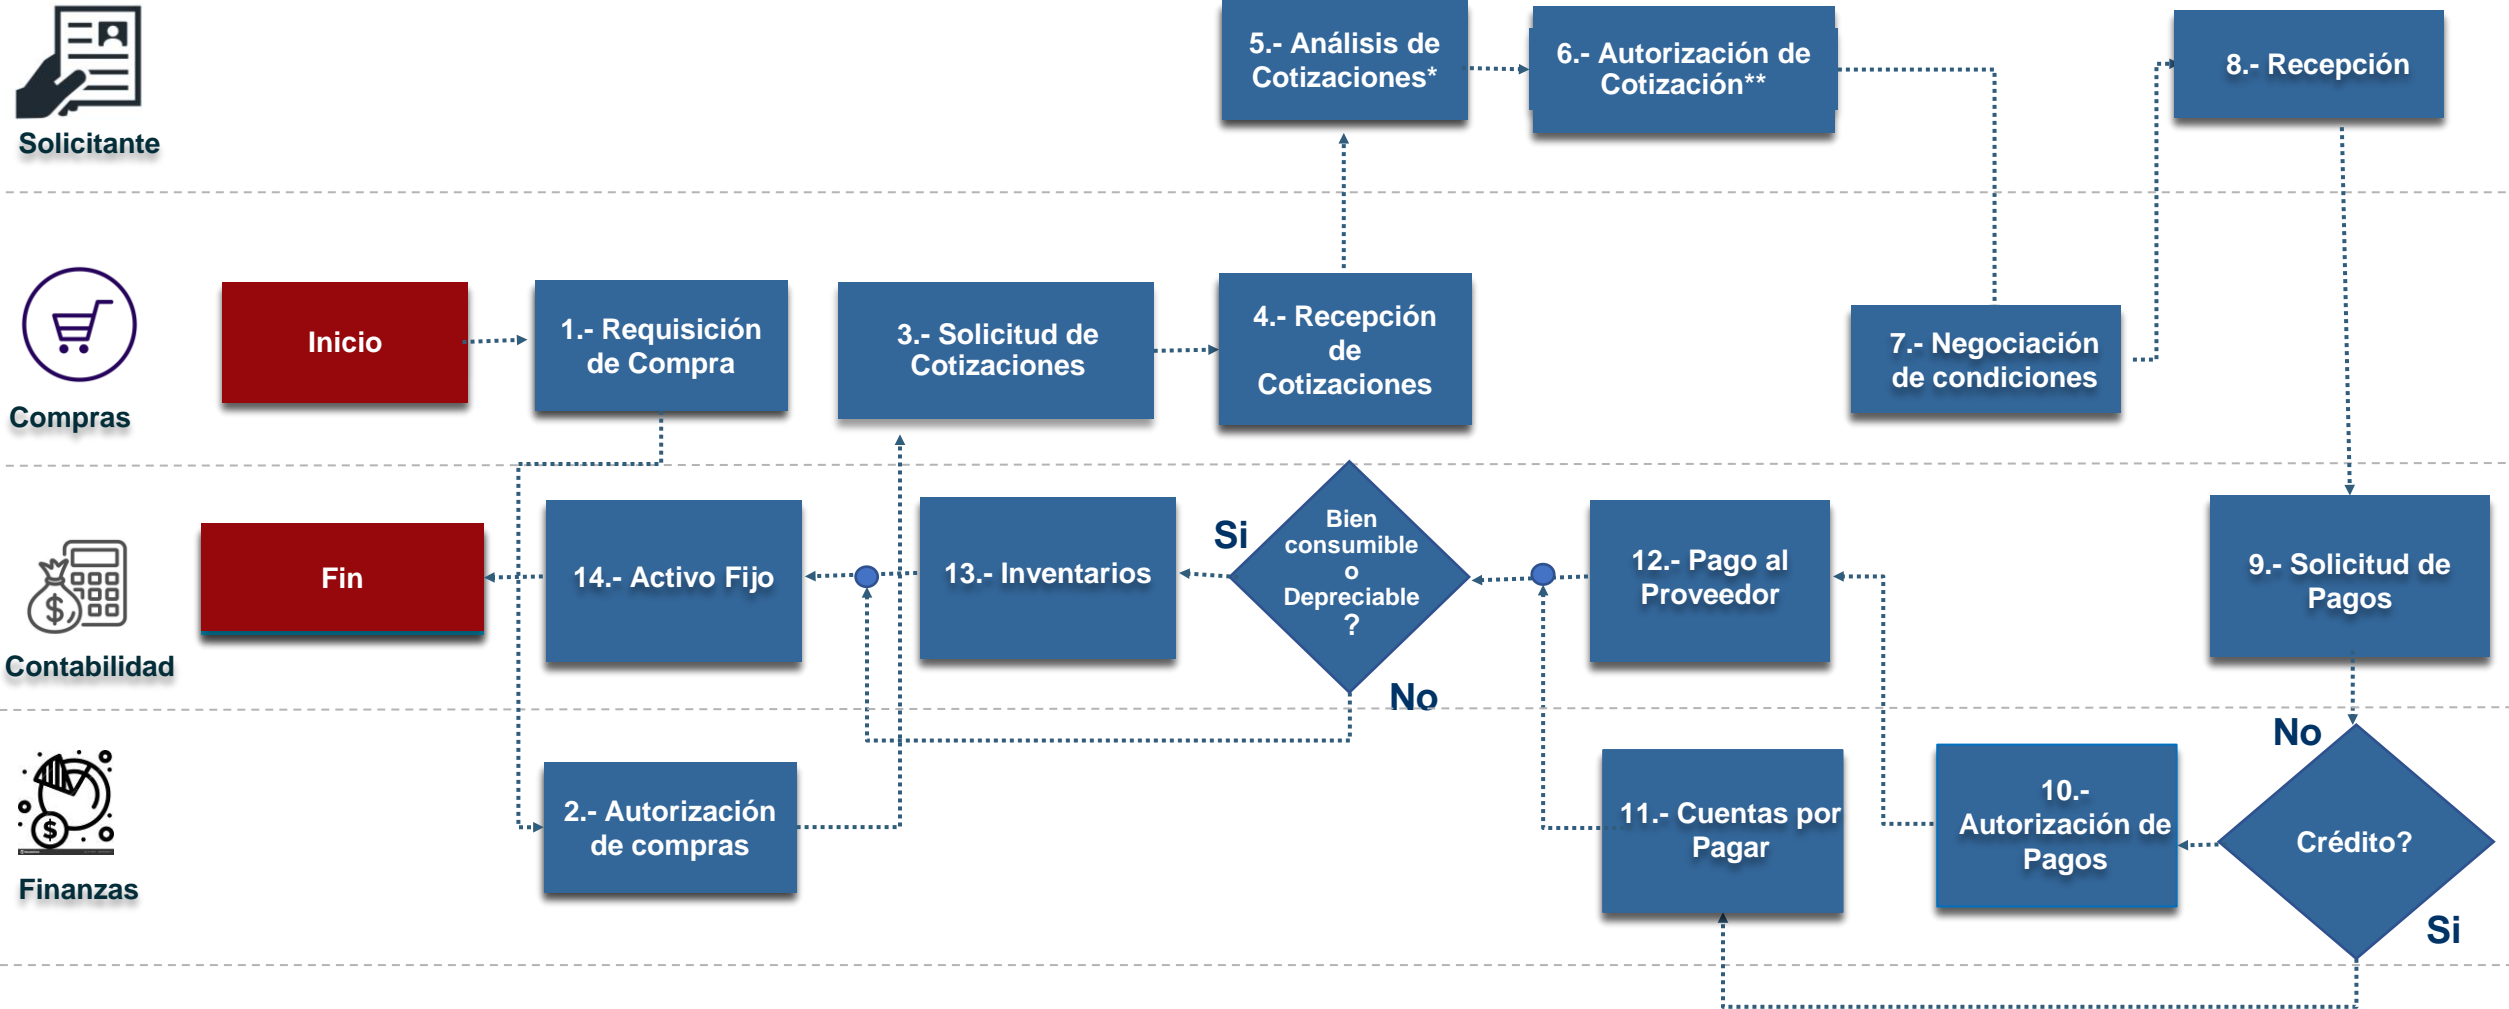 5.- Análisis de
Cotizaciones*
6.- Autorización de
Cotización**
8.- Recepción
Solicitante
Inicio
1.- Requisición
de Compra
3.- Solicitud de
Cotizaciones
4.- Recepción
de
Cotizaciones
7.- Negociación
de condiciones
Compras
Fin
14.- Activo Fijo
13.- Inventarios
Si
Bien
consumible
o
Depreciable
?
No
12.- Pago al
Proveedor
9.- Solicitud de
Pagos
Contabilidad
2.- Autorización
de compras
11.- Cuentas por
Pagar
10.-
Autorización de
Pagos
No
Crédito?
Si
Finanzas